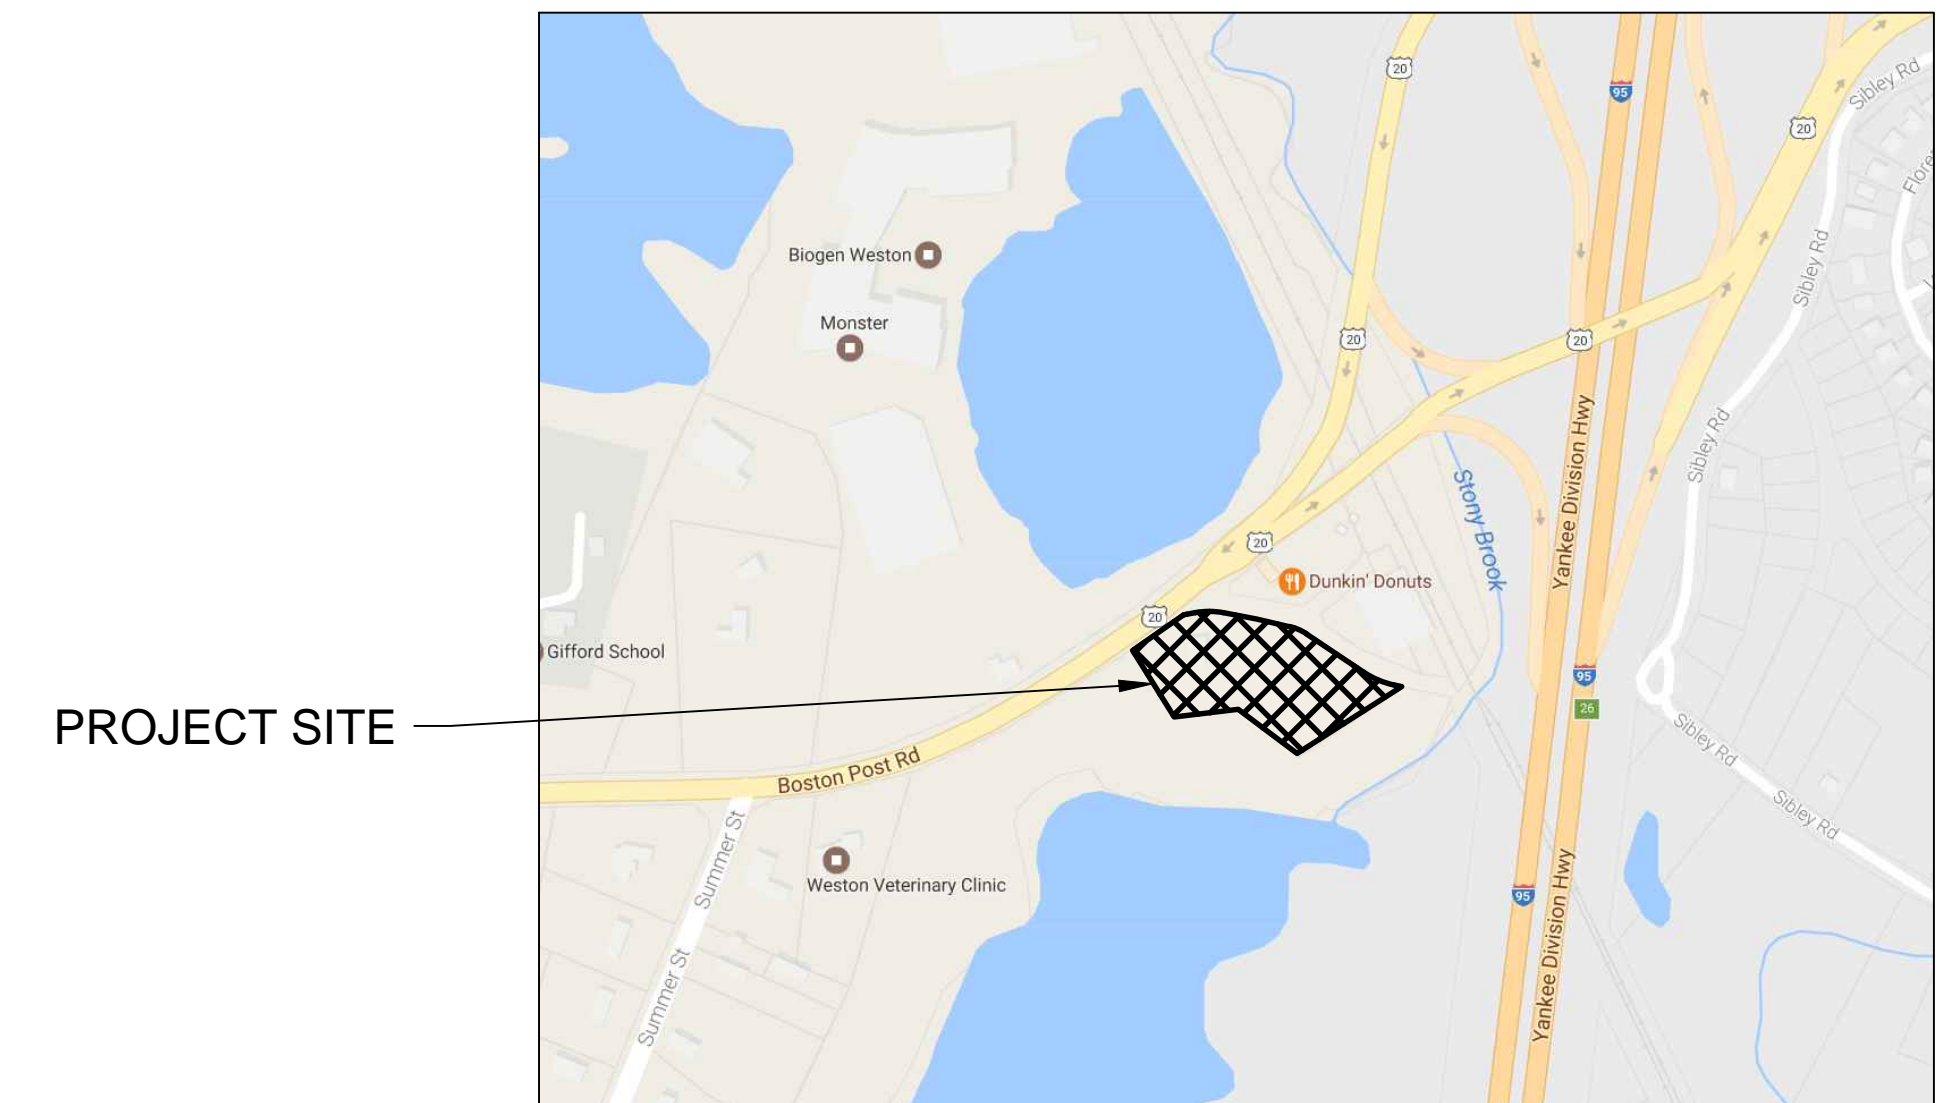 20
95
Sibley Rd
20
Biogen Weston
Sibley Rd
Monster
20
20
Sibley Rd
Yankee Division Hwy
Stony Brook
20
Dunkin' Donuts
20
Gifford School
95
26
PROJECT SITE
Sibley Rd
Boston Post Rd
Sibley Rd
Summer St
Weston Veterinary Clinic
95
Yankee Division Hwy
Summer St